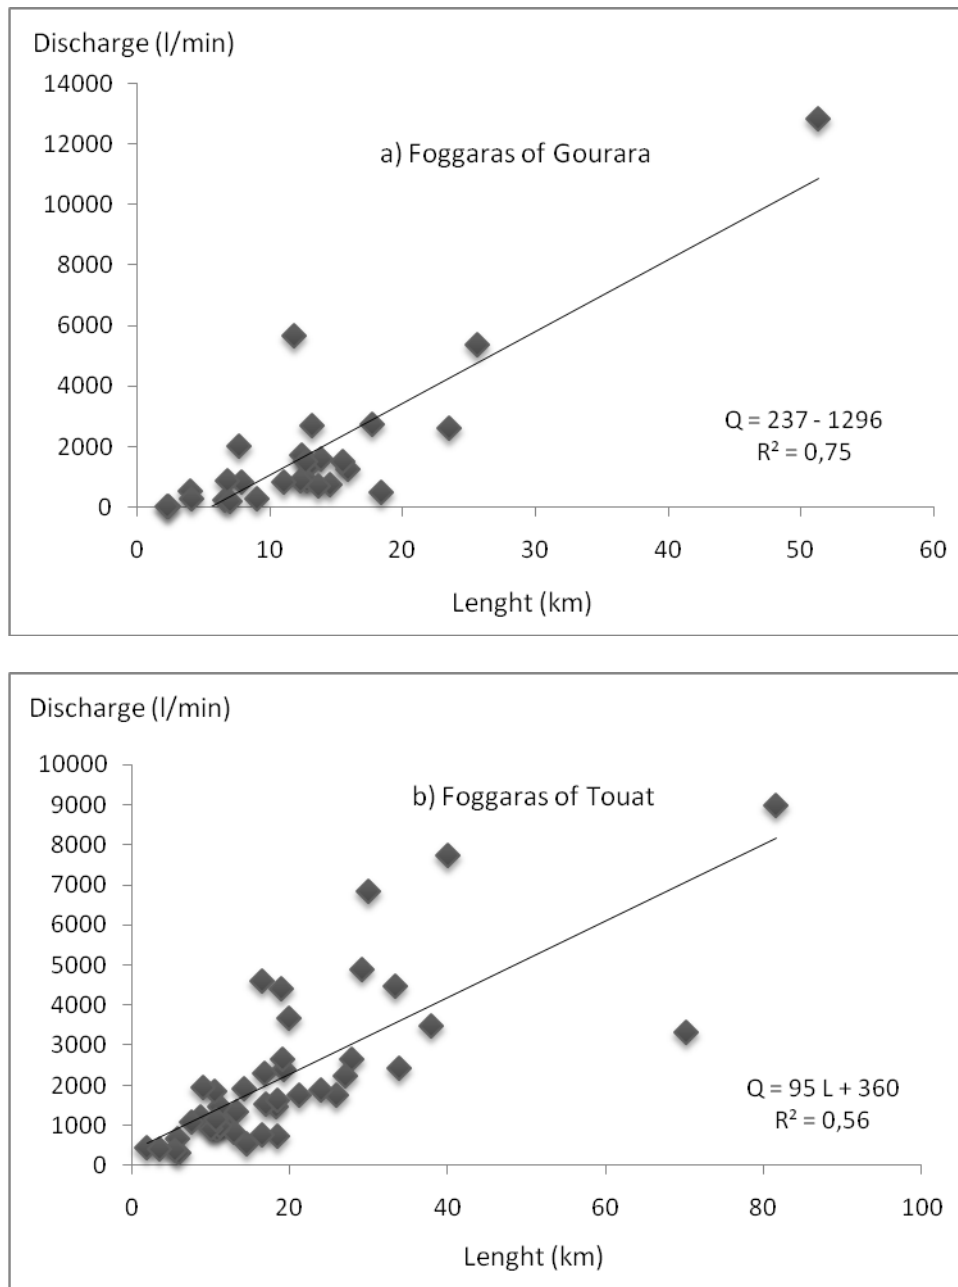 Discharge (l/min)
14000
12000
10000
8000
6000
4000
2000
0
a) Foggaras of Gourara
Q = 237 - 1296
R² = 0,75
0 10 20 30 40 50 60
Lenght (km)
Discharge (l/min)
10000
9000
8000
7000
6000
5000
4000
3000
2000
1000
0
b) Foggaras of Touat
Q = 95 L + 360
R² = 0,56
0 20 40 60 80 100
Lenght (km)